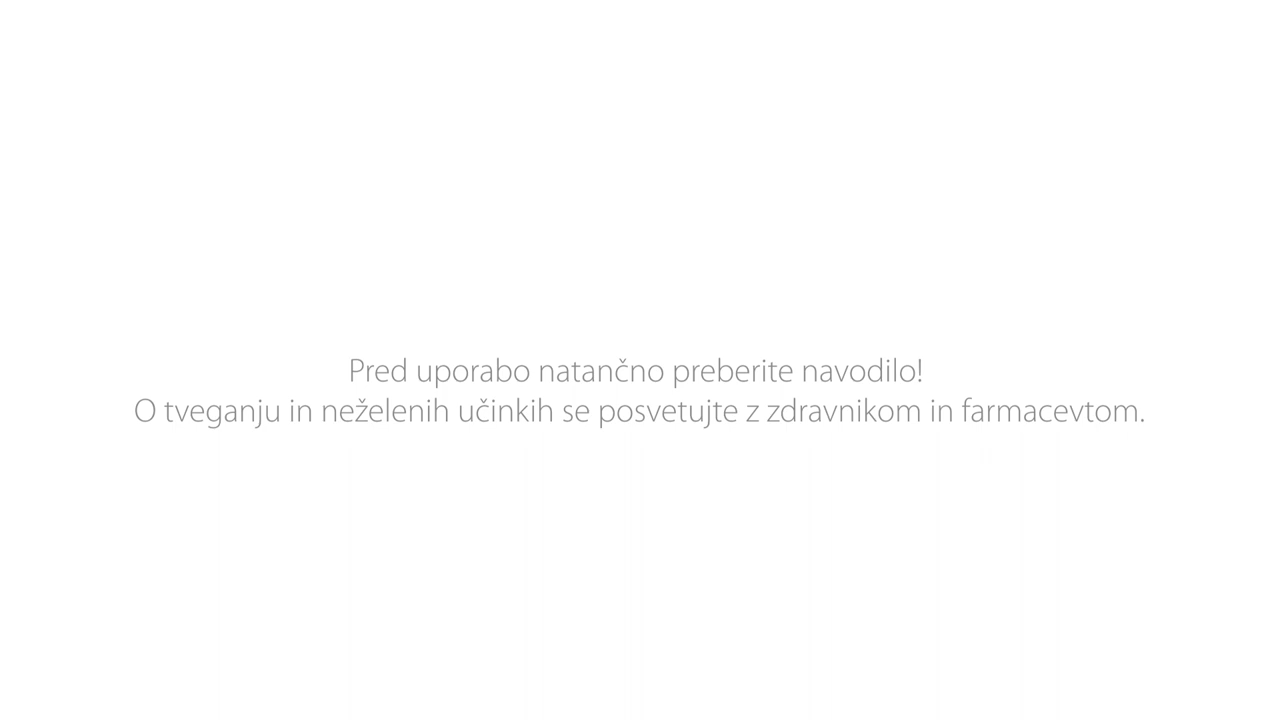 Pred uporabo natančno preberite navodilo!
O tveganju in neželenih učinkih se posvetujte z zdravnikom in farmacevtom.